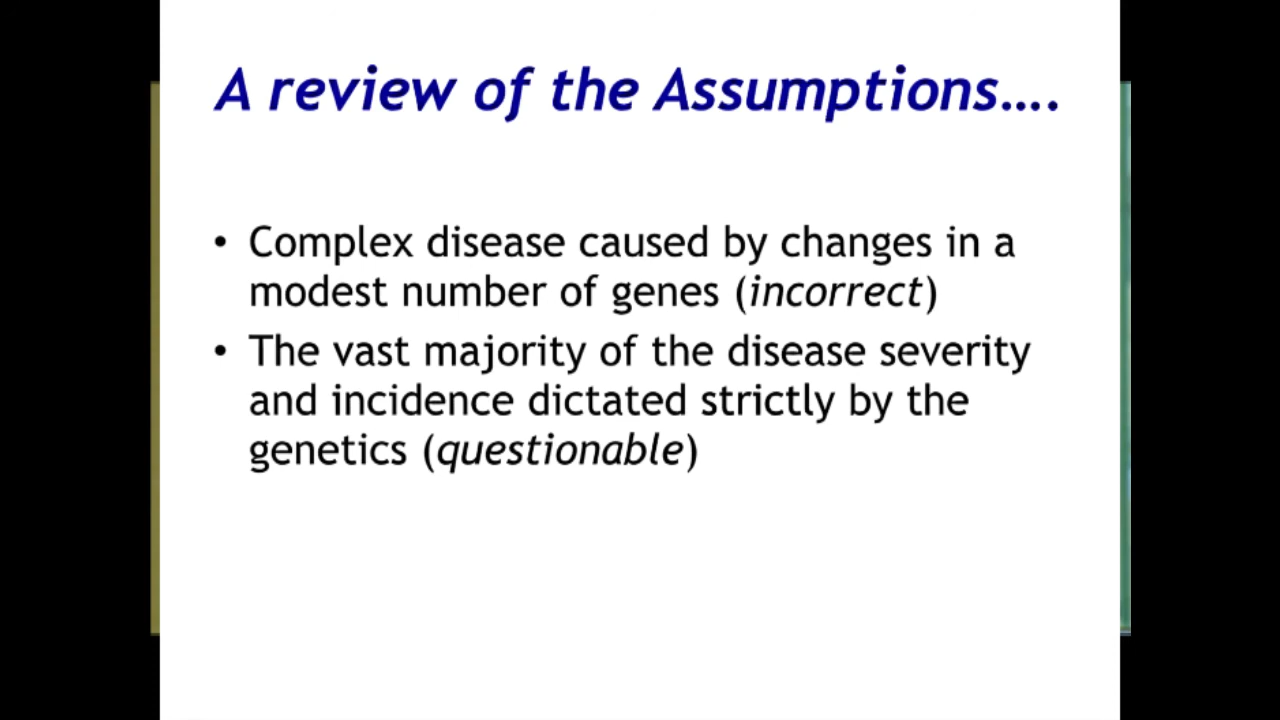 A review of the Assumptions....
• Complex disease caused by changes in a
modest number of genes (incorrect)
• The vast majority of the disease severity
and incidence dictated strictly by the
genetics (questionable)